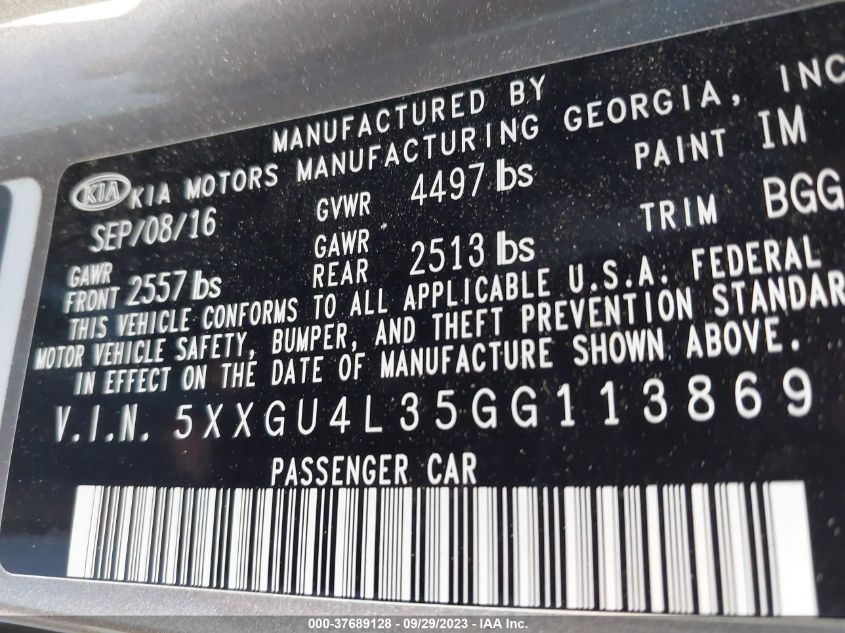 MANUFACTURED BY
KIA KIA MOTORS MANUFACTURING GEORGIA, INC
SEP/08/16 GVWR 4497 lbs PAINT IM
GAWR FRONT 2557 lbs GAWR REAR 2513 lbs TRIM BGG
THIS VEHICLE CONFORMS TO ALL APPLICABLE U.S.A. FEDERAL
MOTOR VEHICLE SAFETY, BUMPER, AND THEFT PREVENTION STANDAR
IN EFFECT ON THE DATE OF MANUFACTURE SHOWN ABOVE.
V.I.N. 5XXGU4L35GG113869
PASSENGER CAR
000-37689128 - 09/29/2023 - IAA Inc.